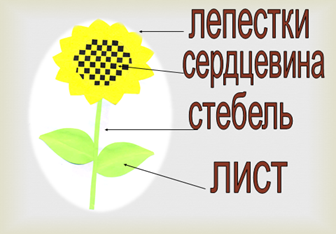 лепестки
сердцевина
стебель
лист